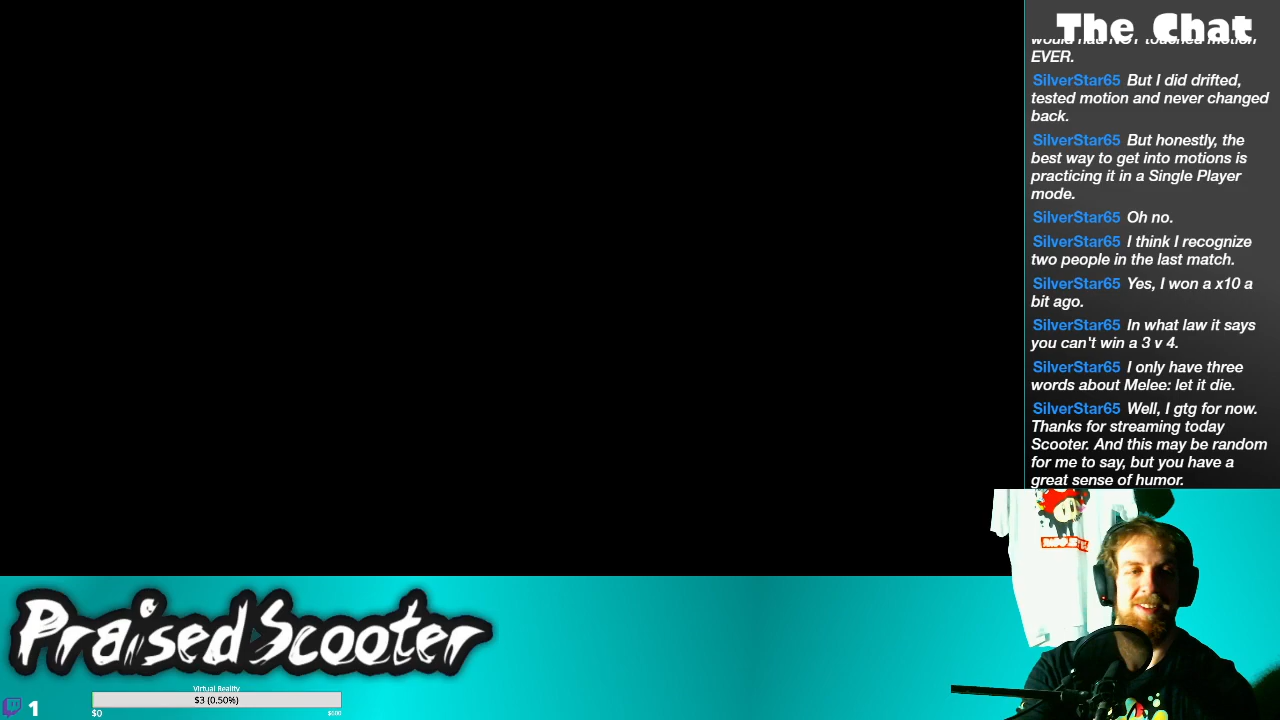 The Chat
would had NOT touched motion
EVER.
SilverStar65 But I did drifted,
tested motion and never changed
back.
SilverStar65 But honestly, the
best way to get into motions is
practicing it in a Single Player
mode.
SilverStar65 Oh no.
SilverStar65 I think I recognize
two people in the last match.
SilverStar65 Yes, I won a x10 a
bit ago.
SilverStar65 In what law it says
you can't win a 3 v 4.
SilverStar65 I only have three
words about Melee: let it die.
SilverStar65 Well, I gtg for now.
Thanks for streaming today
Scooter. And this may be random
for me to say, but you have a
great sense of humor.
PraisedScooter
Virtual Reality
$3 (0.50%)
$0
1